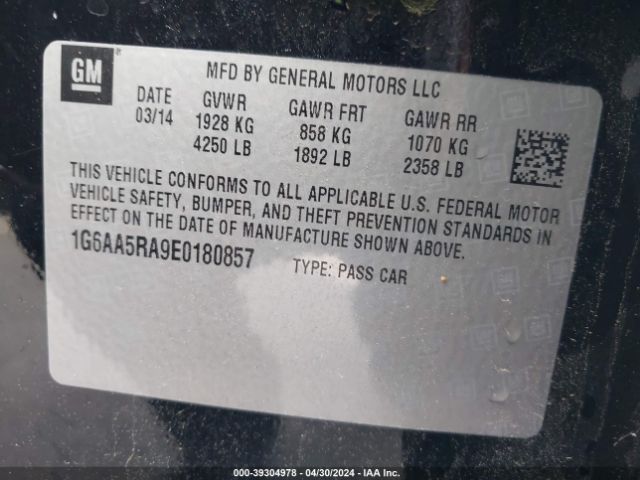 GM
MFD BY GENERAL MOTORS LLC
DATE GVWR GAWR FRT GAWR RR
03/14 1928 KG 858 KG 1070 KG
4250 LB 1892 LB 2358 LB
THIS VEHICLE CONFORMS TO ALL APPLICABLE U.S. FEDERAL MOTOR
VEHICLE SAFETY, BUMPER, AND THEFT PREVENTION STANDARDS IN
EFFECT ON THE DATE OF MANUFACTURE SHOWN ABOVE.
1G6AA5RA9E0180857 TYPE: PASS CAR
000-39304978 - 04/30/2024 - IAA Inc.